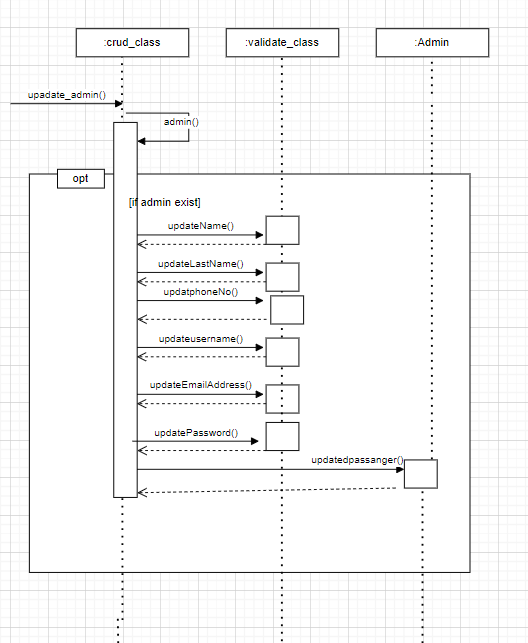 :crud_class
:validate_class
:Admin
upadate_admin()
admin()
opt
[if admin exist]
updateName()
updateLastName()
updatphoneNo()
updateusername()
updateEmailAddress()
updatePassword()
updatedpassanger()